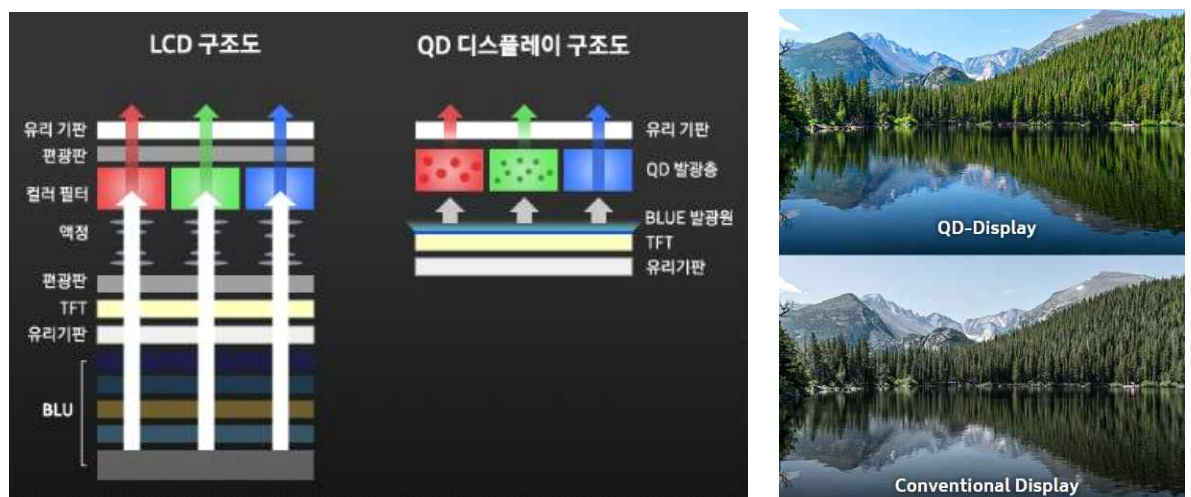 LCD 구조도
유리 기판
편광판
컬러 필터
액정
편광판
TFT
유리기판
BLU
QD 디스플레이 구조도
유리 기판
QD 발광층
BLUE 발광원
TFT
유리기판
QD-Display
Conventional Display